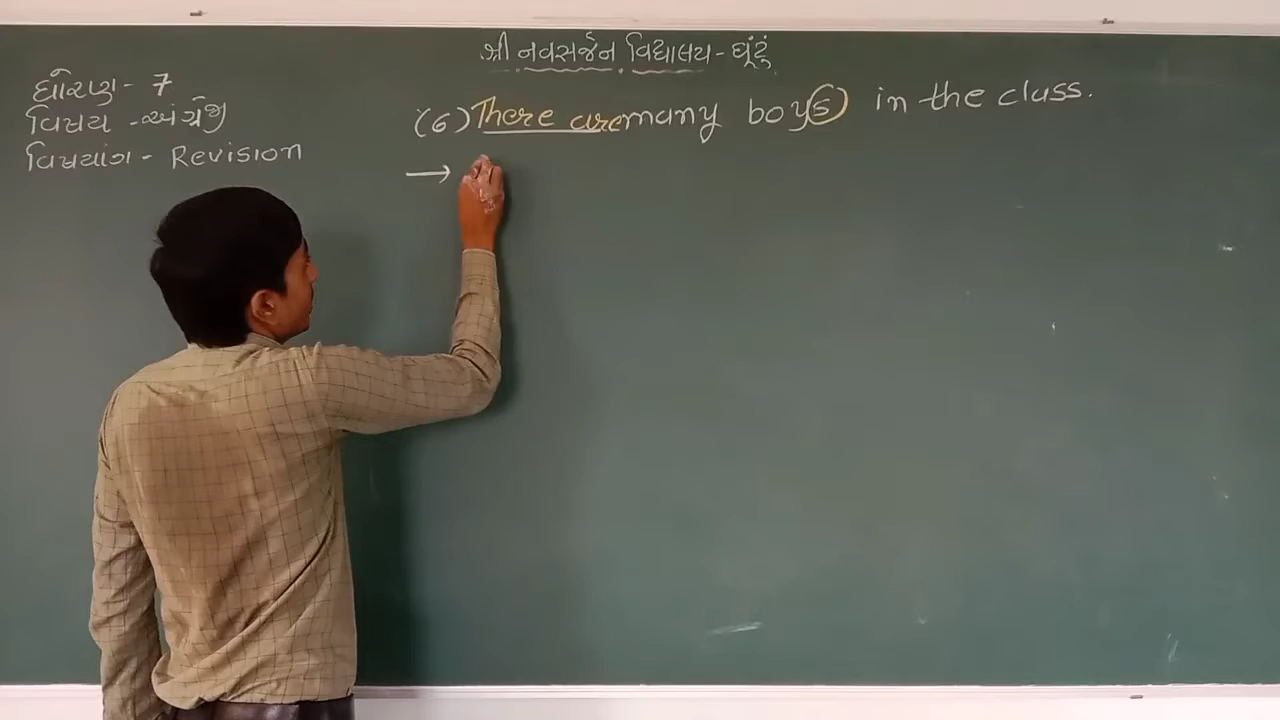 શ્રી નવસર્જન વિદ્યાલય - ઘૂંટું
ધોરણ - 7
વિષય - અંગ્રેજી
વિષયાંગ - Revision
(6) There are many boys in the class.
→